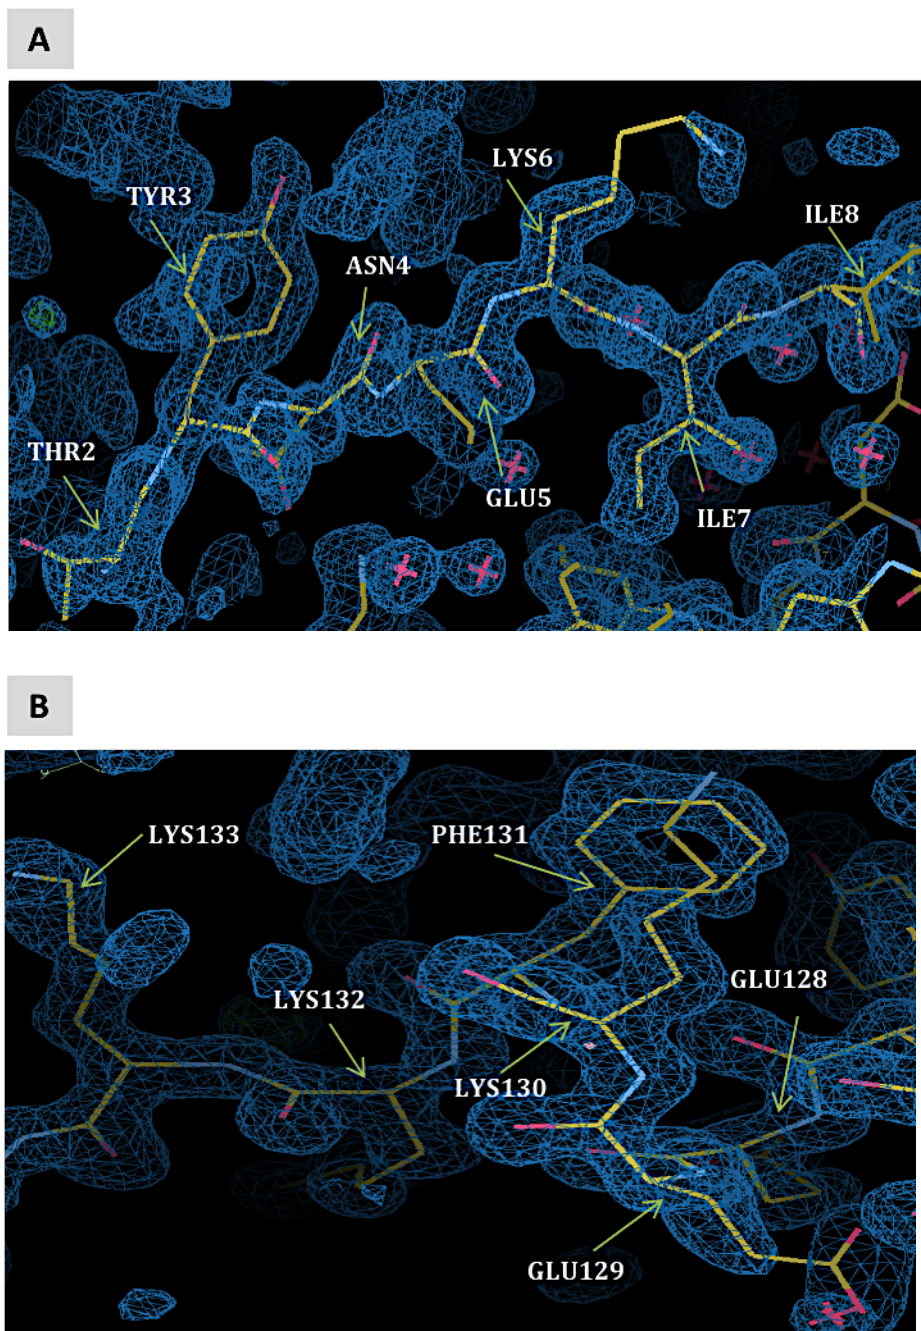 A
LYS6
TYR3
ILE8
ASN4
THR2
GLU5
ILE7
B
LYS133
PHE131
GLU128
LYS132
LYS130
GLU129